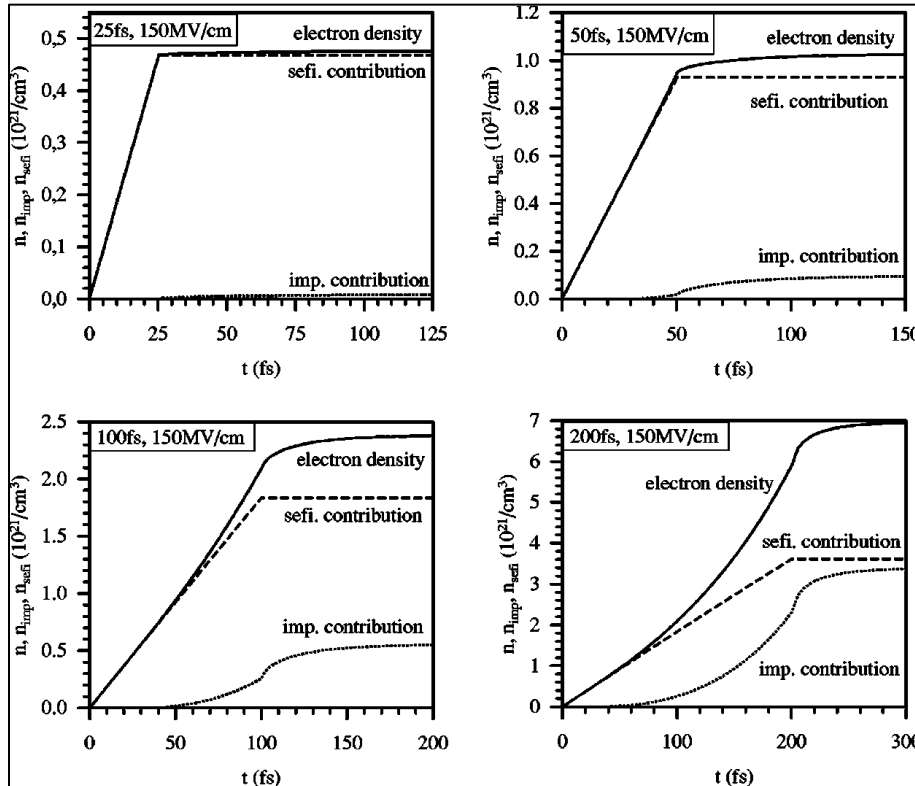 25fs, 150MV/cm
electron density
sefi. contribution
imp. contribution
n, n_imp, n_sefi (10^21/cm^3)
0,5
0,4
0,3
0,2
0,1
0,0
0
25
50
75
100
125
t (fs)
50fs, 150MV/cm
electron density
sefi. contribution
imp. contribution
n, n_imp, n_sefi (10^21/cm^3)
1.2
1.0
0.8
0.6
0.4
0.2
0.0
0
50
100
150
t (fs)
100fs, 150MV/cm
electron density
sefi. contribution
imp. contribution
n, n_imp, n_sefi (10^21/cm^3)
2.5
2.0
1.5
1.0
0.5
0.0
0
50
100
150
200
t (fs)
200fs, 150MV/cm
electron density
sefi. contribution
imp. contribution
n, n_imp, n_sefi (10^21/cm^3)
7
6
5
4
3
2
1
0
0
100
200
300
t (fs)